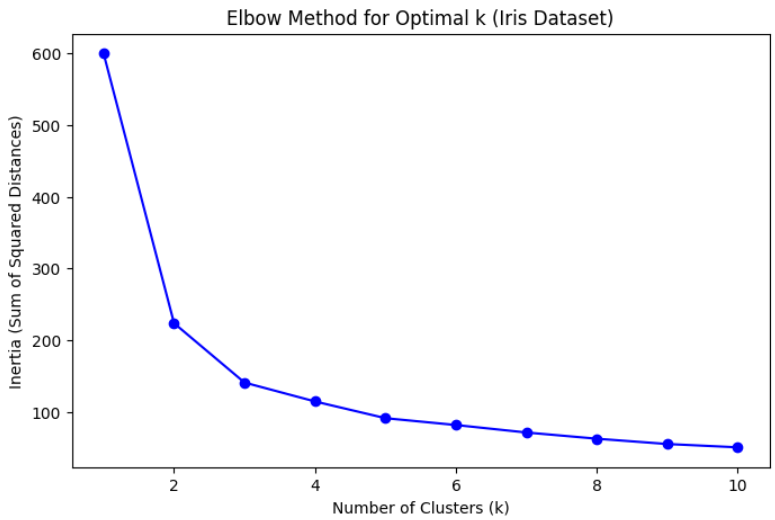 Elbow Method for Optimal k (Iris Dataset)
Inertia (Sum of Squared Distances)
600
500
400
300
200
100
2 4 6 8 10
Number of Clusters (k)